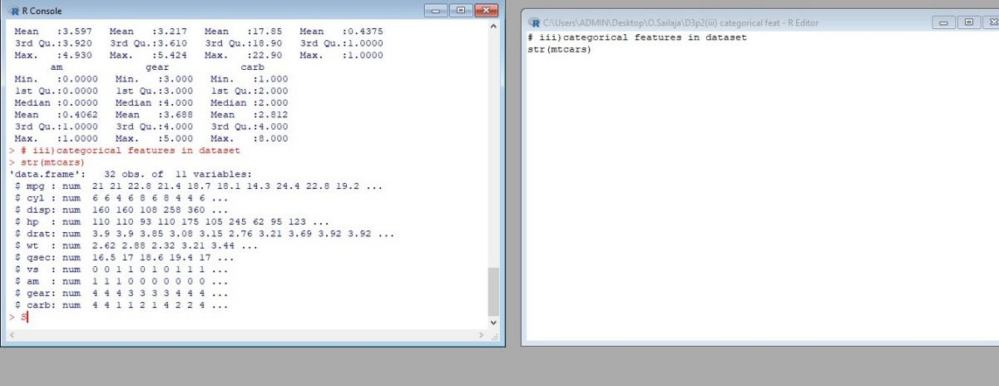 R Console
Mean :3.597 Mean :3.217 Mean :17.85 Mean :0.4375
3rd Qu.:3.920 3rd Qu.:3.610 3rd Qu.:18.90 3rd Qu.:1.0000
Max. :4.930 Max. :5.424 Max. :22.90 Max. :1.0000
am gear carb
Min. :0.0000 Min. :3.000 Min. :1.000
1st Qu.:0.0000 1st Qu.:3.000 1st Qu.:2.000
Median :0.0000 Median :4.000 Median :2.000
Mean :0.4062 Mean :3.688 Mean :2.812
3rd Qu.:1.0000 3rd Qu.:4.000 3rd Qu.:4.000
Max. :1.0000 Max. :5.000 Max. :8.000
> # iii)categorical features in dataset
> str(mtcars)
'data.frame': 32 obs. of 11 variables:
$ mpg : num 21 21 22.8 21.4 18.7 18.1 14.3 24.4 22.8 19.2 ...
$ cyl : num 6 6 4 6 8 6 8 4 4 6 ...
$ disp: num 160 160 108 258 360 ...
$ hp : num 110 110 93 110 175 105 245 62 95 123 ...
$ drat: num 3.9 3.9 3.85 3.08 3.15 2.76 3.21 3.69 3.92 3.92 ...
$ wt : num 2.62 2.88 2.32 3.21 3.44 ...
$ qsec: num 16.5 17 18.6 19.4 17 ...
$ vs : num 0 0 1 1 0 1 0 1 1 1 ...
$ am : num 1 1 1 0 0 0 0 0 0 0 ...
$ gear: num 4 4 4 3 3 3 3 4 4 4 ...
$ carb: num 4 4 1 1 2 1 4 2 2 4 ...
> S
C:\Users\ADMIN\Desktop\O.Sailaja\D3p2(iii) categorical feat - R Editor
# iii)categorical features in dataset
str(mtcars)